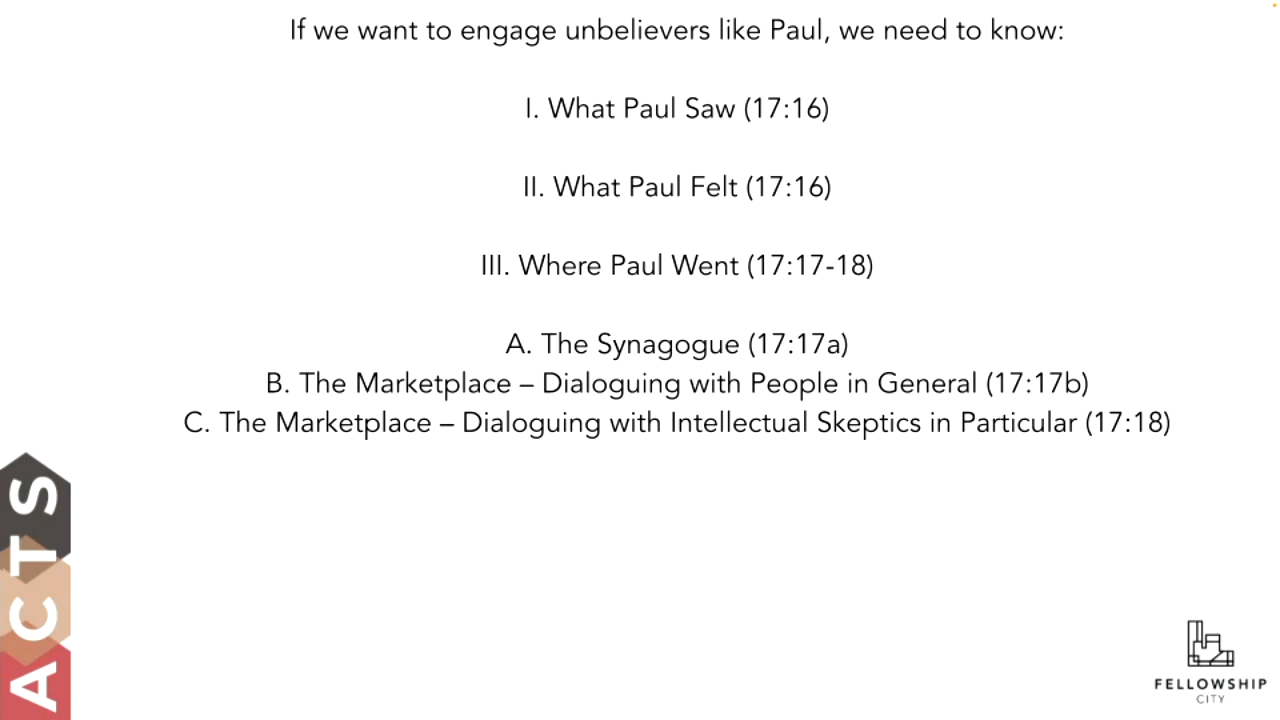 If we want to engage unbelievers like Paul, we need to know:
I. What Paul Saw (17:16)
II. What Paul Felt (17:16)
III. Where Paul Went (17:17-18)
A. The Synagogue (17:17a)
B. The Marketplace – Dialoguing with People in General (17:17b)
C. The Marketplace – Dialoguing with Intellectual Skeptics in Particular (17:18)
ACTS
FELLOWSHIP
CITY